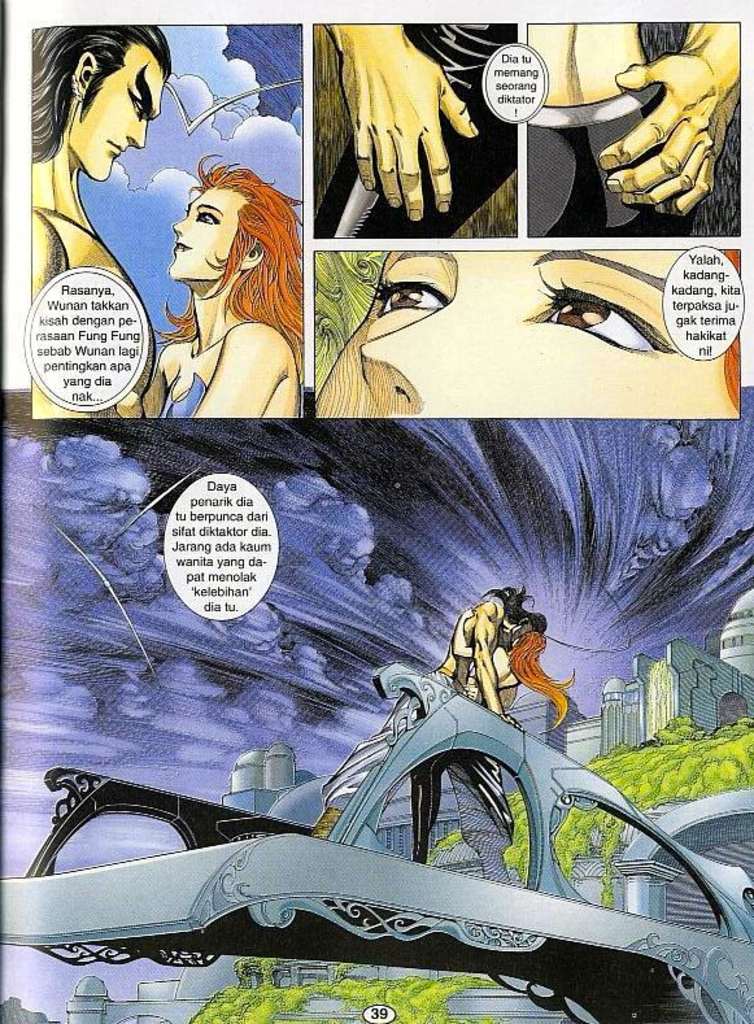 Rasanya,
Wunan takkan
kisah dengan pe-
rasaan Fung Fung
sebab Wunan lagi
pentingkan apa
yang dia
nak...
Dia tu
memang
seorang
diktator
!
Yalah,
kadang-
kadang, kita
terpaksa ju-
gak terima
hakikat
ni!
Daya
penarik dia
tu berpunca dari
sifat diktaktor dia.
Jarang ada kaum
wanita yang da-
pat menolak
'kelebihan'
dia tu.
39